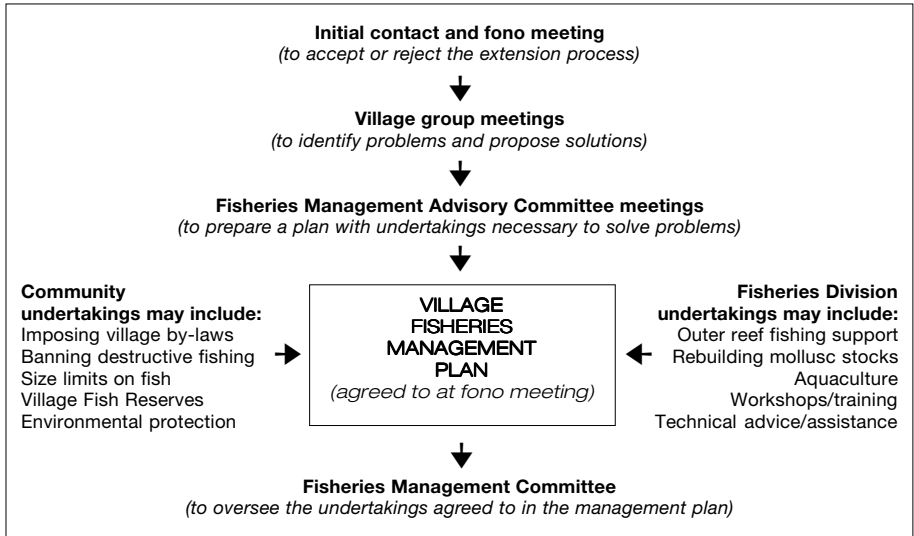 Initial contact and fono meeting
(to accept or reject the extension process)
Village group meetings
(to identify problems and propose solutions)
Fisheries Management Advisory Committee meetings
(to prepare a plan with undertakings necessary to solve problems)
Community
undertakings may include:
Imposing village by-laws
Banning destructive fishing
Size limits on fish
Village Fish Reserves
Environmental protection
VILLAGE
FISHERIES
MANAGEMENT
PLAN
(agreed to at fono meeting)
Fisheries Division
undertakings may include:
Outer reef fishing support
Rebuilding mollusc stocks
Aquaculture
Workshops/training
Technical advice/assistance
Fisheries Management Committee
(to oversee the undertakings agreed to in the management plan)